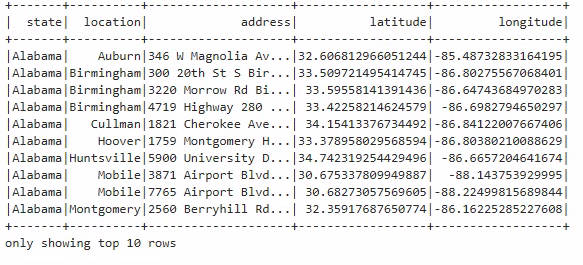 +-------+----------+--------------------+------------------+------------------+
|  state|  location|             address|          latitude|         longitude|
+-------+----------+--------------------+------------------+------------------+
|Alabama|    Auburn|346 W Magnolia Av...|32.606812966051244|-85.48732833164195|
|Alabama|Birmingham|300 20th St S Bir...|33.509721495414745|-86.80275567068401|
|Alabama|Birmingham|3220 Morrow Rd Bi...| 33.59558141391436|-86.64743684970283|
|Alabama|Birmingham|4719 Highway 280 ...| 33.42258214624579| -86.6982794650297|
|Alabama|   Cullman|1821 Cherokee Ave...| 34.15413376734492|-86.84122007667406|
|Alabama|    Hoover|1759 Montgomery H...|33.378958029568594|-86.80380210088629|
|Alabama|Huntsville|5900 University D...|34.742319254429496| -86.6657204641674|
|Alabama|    Mobile|3871 Airport Blvd...|30.675337809949887|  -88.143753929995|
|Alabama|    Mobile|7765 Airport Blvd...| 30.68273057569605|-88.22499815689844|
|Alabama|Montgomery|2560 Berryhill Rd...| 32.35917687650774|-86.16225285227608|
+-------+----------+--------------------+------------------+------------------+
only showing top 10 rows